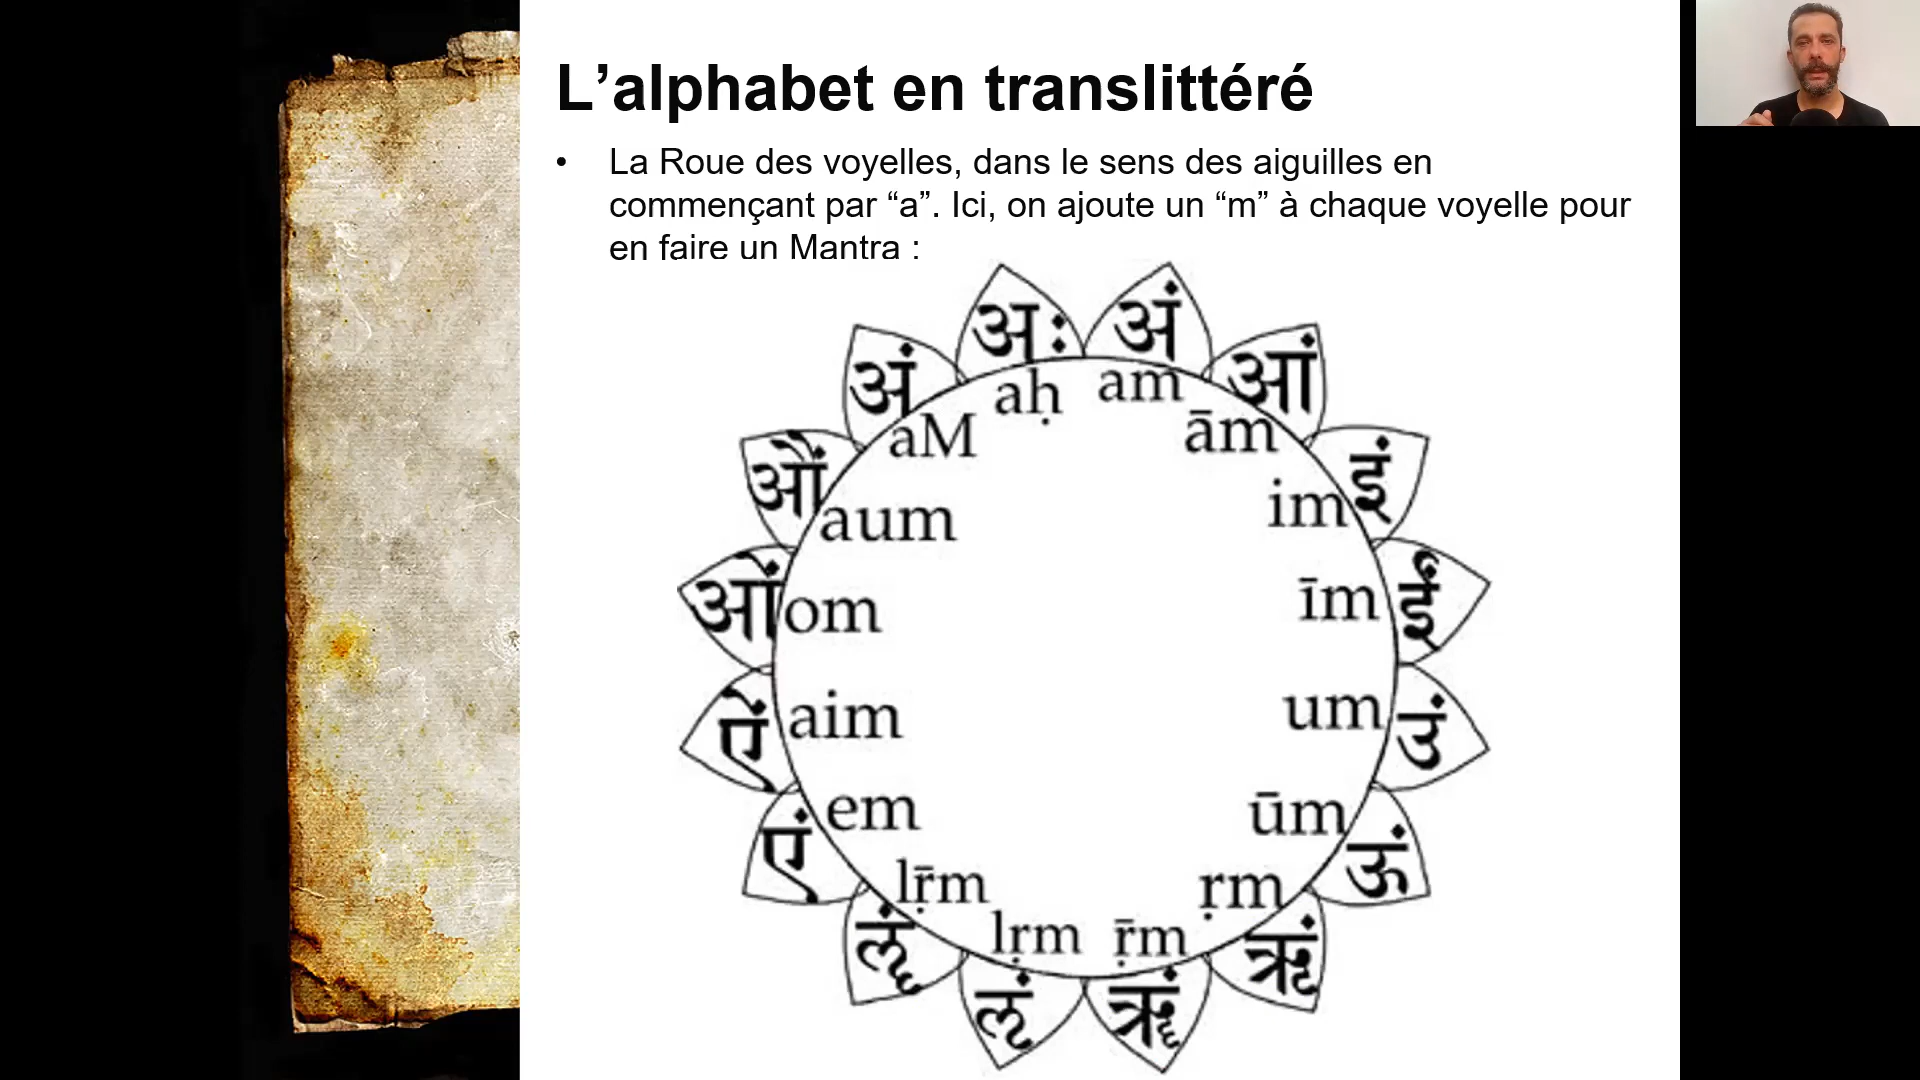 L’alphabet en translittéré
• La Roue des voyelles, dans le sens des aiguilles en
commençant par “a”. Ici, on ajoute un “m” à chaque voyelle pour
en faire un Mantra :
अं am
आं ām
इं im
ईं īm
उं um
ऊं ūm
ऋं ṛm
ॠं ṝm
ऌं lṛm
ॡं lṝm
एं em
ऐं aim
ओं om
औं aum
अं aM
अः aḥ